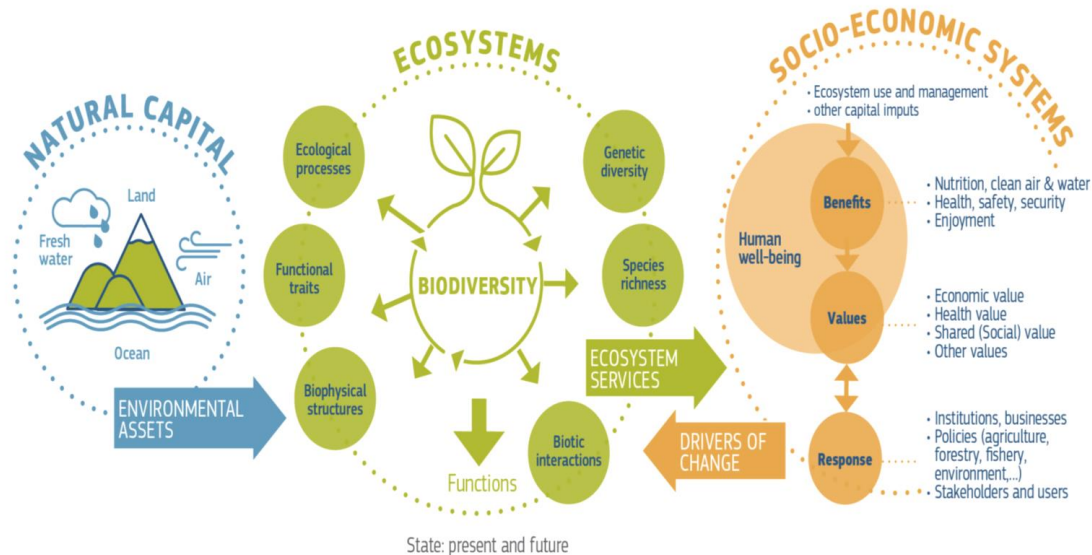 NATURAL CAPITAL
Land
Fresh
water
Air
Ocean
ENVIRONMENTAL
ASSETS
ECOSYSTEMS
Ecological
processes
Genetic
diversity
Functional
traits
BIODIVERSITY
Species
richness
Biophysical
structures
Biotic
interactions
Functions
State: present and future
ECOSYSTEM
SERVICES
DRIVERS OF
CHANGE
SOCIO-ECONOMIC SYSTEMS
• Ecosystem use and management
• other capital imputs
Human
well-being
Benefits
• Nutrition, clean air & water
• Health, safety, security
• Enjoyment
Values
• Economic value
• Health value
• Shared (Social) value
• Other values
Response
• Institutions, businesses
• Policies (agriculture,
forestry, fishery,
environment,...)
• Stakeholders and users